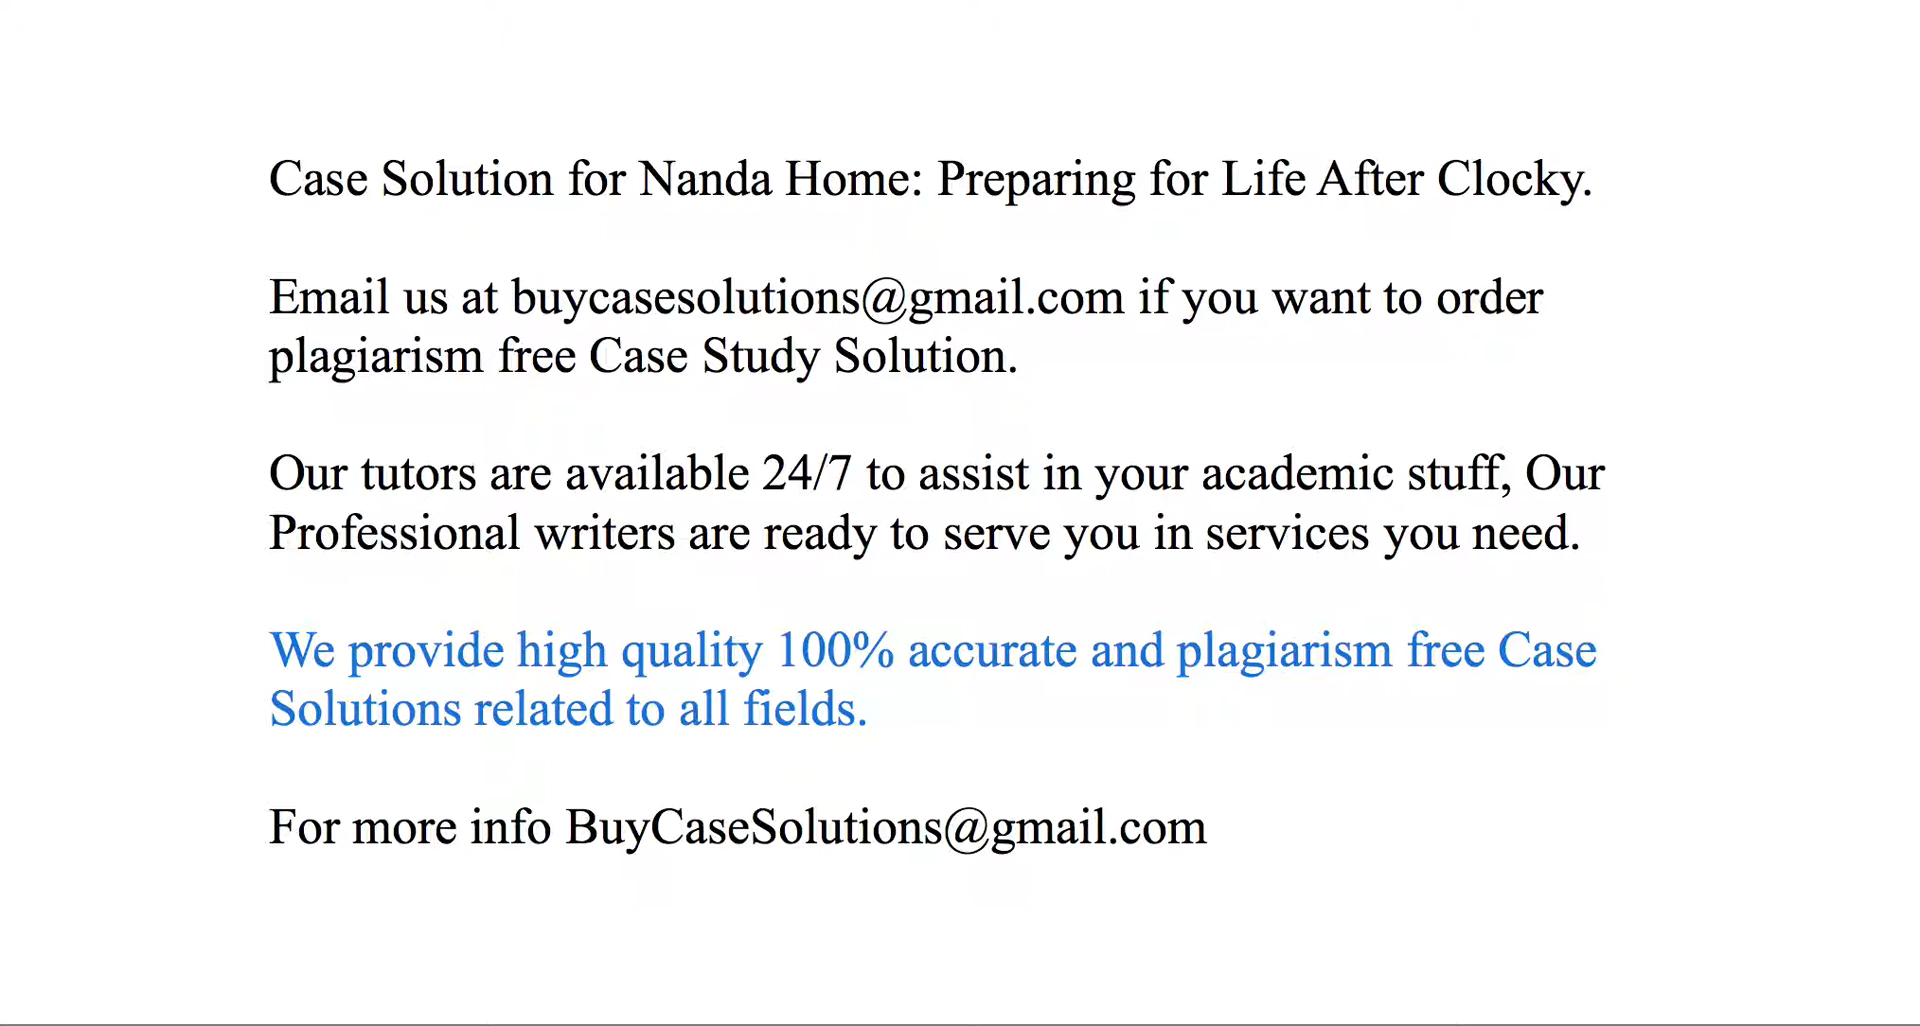 Case Solution for Nanda Home: Preparing for Life After Clocky.
Email us at buycasesolutions@gmail.com if you want to order
plagiarism free Case Study Solution.
Our tutors are available 24/7 to assist in your academic stuff, Our
Professional writers are ready to serve you in services you need.
We provide high quality 100% accurate and plagiarism free Case
Solutions related to all fields.
For more info BuyCaseSolutions@gmail.com